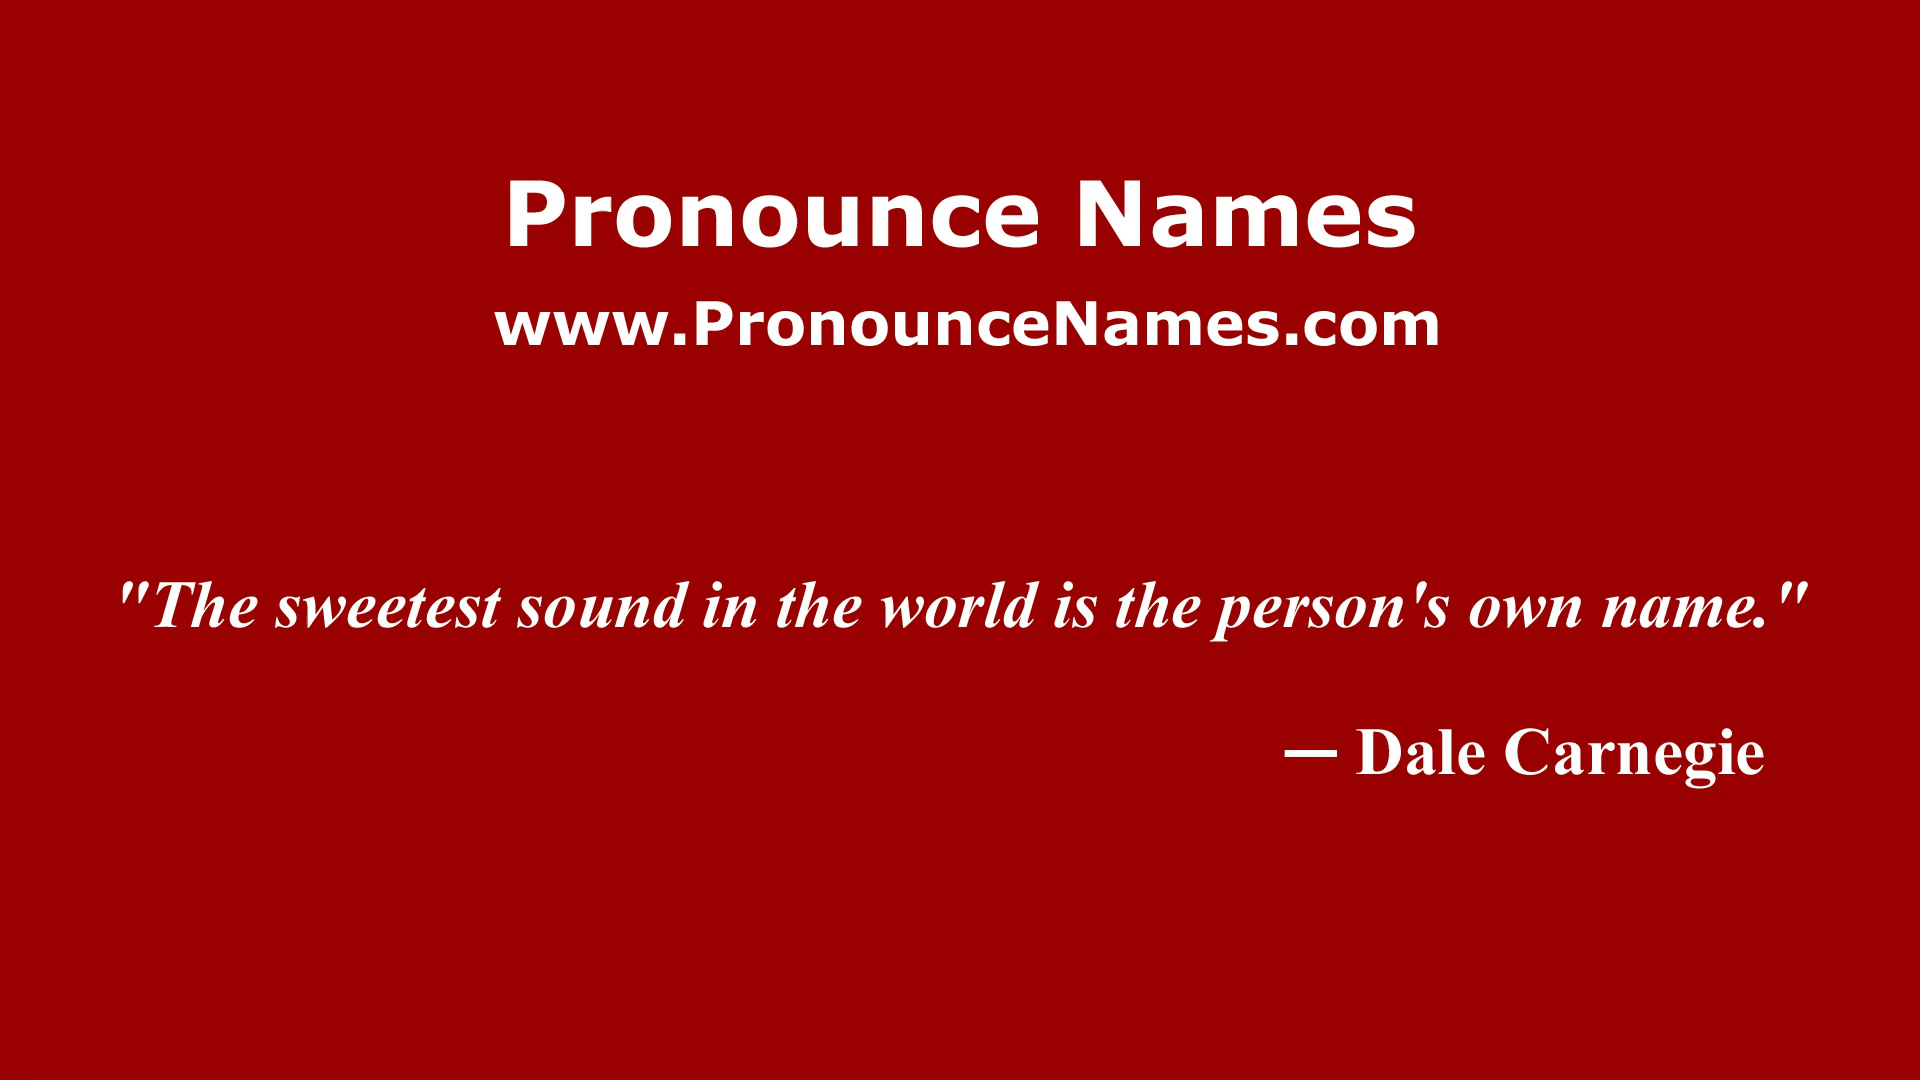 Pronounce Names
www.PronounceNames.com
"The sweetest sound in the world is the person's own name."
— Dale Carnegie